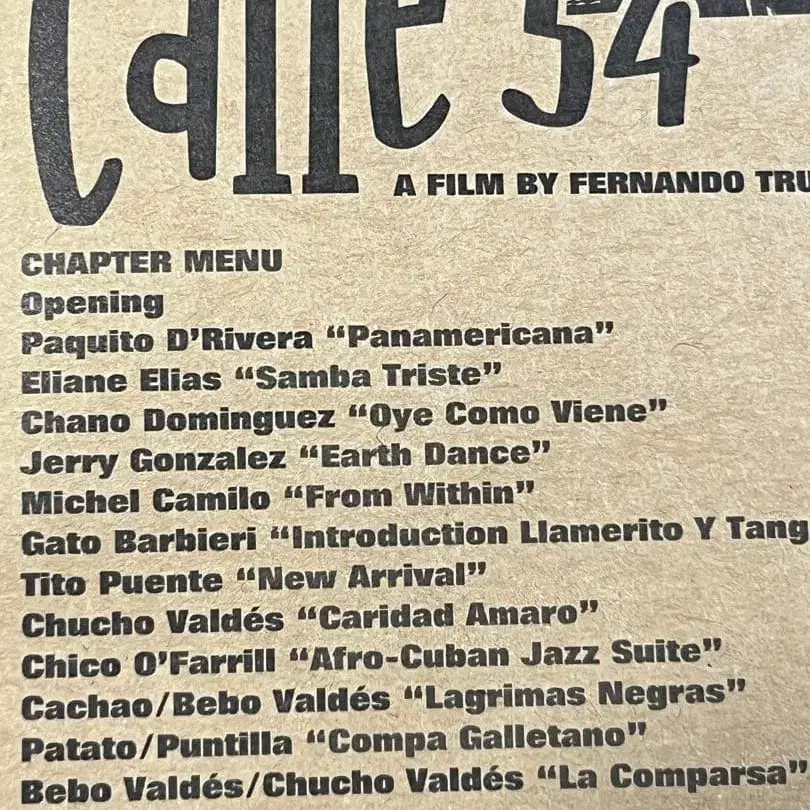 Calle 54
A FILM BY FERNANDO TRU
CHAPTER MENU
Opening
Paquito D'Rivera “Panamericana”
Eliane Elias “Samba Triste”
Chano Dominguez “Oye Como Viene”
Jerry Gonzalez “Earth Dance”
Michel Camilo “From Within”
Gato Barbieri “Introduction Llamerito Y Tang
Tito Puente “New Arrival”
Chucho Valdés “Caridad Amaro”
Chico O'Farrill “Afro-Cuban Jazz Suite”
Cachao/Bebo Valdés “Lagrimas Negras”
Patato/Puntilla “Compa Galletano”
Bebo Valdés/Chucho Valdés “La Comparsa”